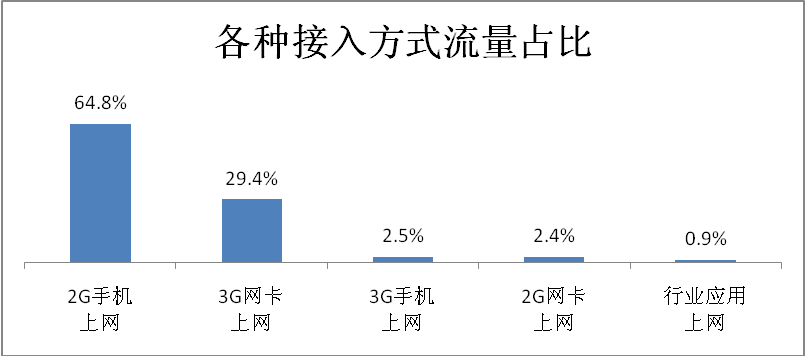 各种接入方式流量占比
64.8%
29.4%
2.5%
2.4%
0.9%
2G手机
上网
3G网卡
上网
3G手机
上网
2G网卡
上网
行业应用
上网